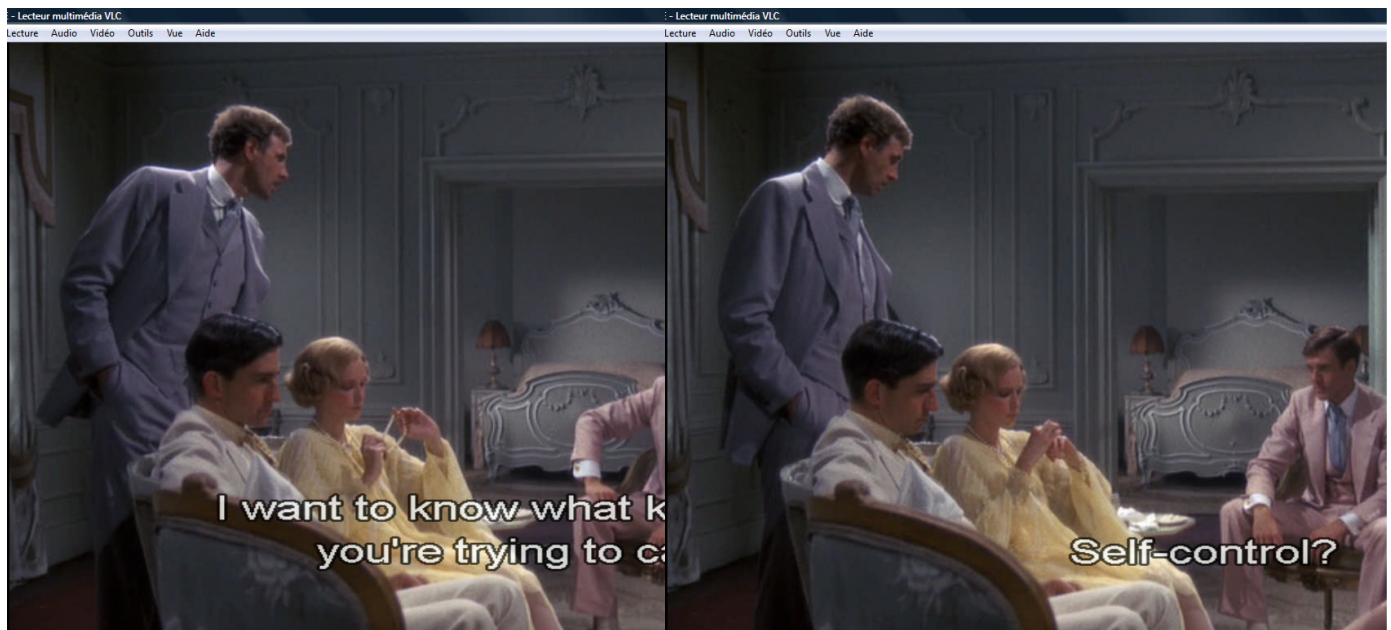 - Lecteur multimédia VLC
Lecture Audio Vidéo Outils Vue Aide
I want to know what k
you're trying to ca
- Lecteur multimédia VLC
Lecture Audio Vidéo Outils Vue Aide
Self-control?